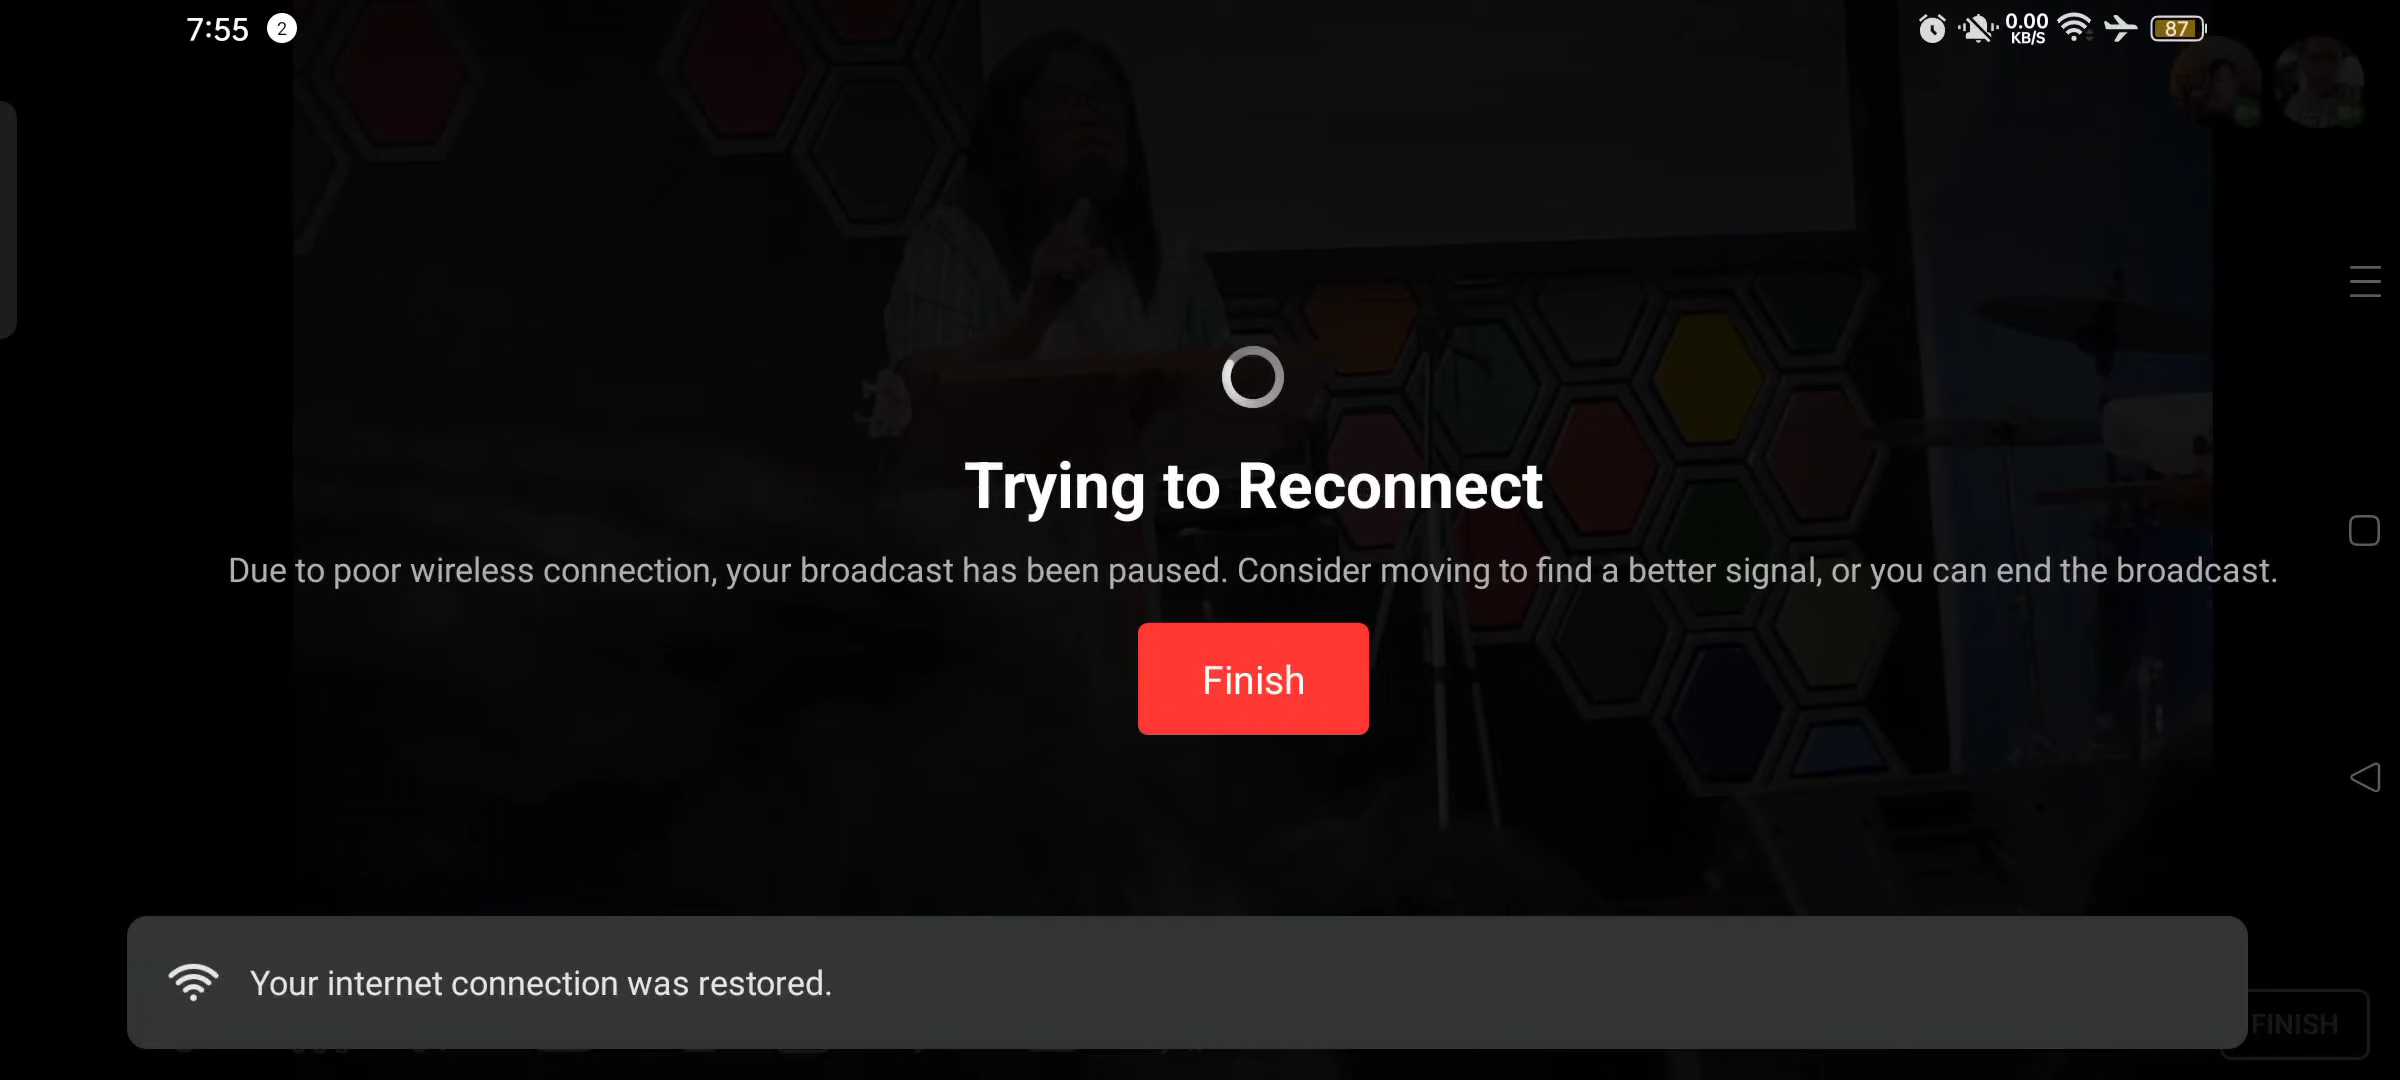 7:55 2 0.00 KB/S 87
Trying to Reconnect
Due to poor wireless connection, your broadcast has been paused. Consider moving to find a better signal, or you can end the broadcast.
Finish
Your internet connection was restored.
FINISH